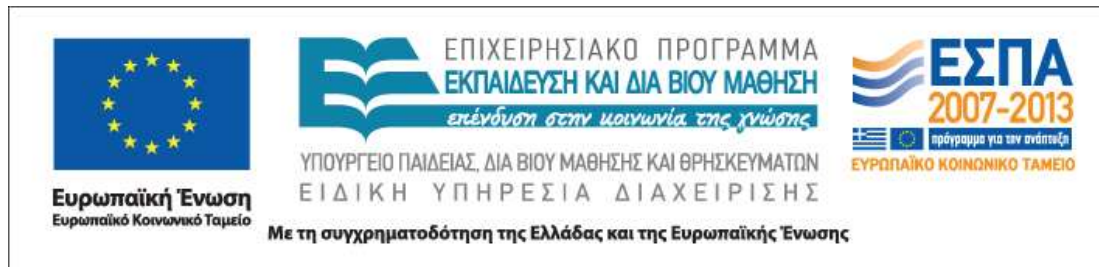 Ευρωπαϊκή Ένωση
Ευρωπαϊκό Κοινωνικό Ταμείο
ΕΠΙΧΕΙΡΗΣΙΑΚΟ ΠΡΟΓΡΑΜΜΑ
ΕΚΠΑΙΔΕΥΣΗ ΚΑΙ ΔΙΑ ΒΙΟΥ ΜΑΘΗΣΗ
επένδυση στην κοινωνία της γνώσης
ΥΠΟΥΡΓΕΙΟ ΠΑΙΔΕΙΑΣ, ΔΙΑ ΒΙΟΥ ΜΑΘΗΣΗΣ ΚΑΙ ΘΡΗΣΚΕΥΜΑΤΩΝ
ΕΙΔΙΚΗ ΥΠΗΡΕΣΙΑ ΔΙΑΧΕΙΡΙΣΗΣ
Με τη συγχρηματοδότηση της Ελλάδας και της Ευρωπαϊκής Ένωσης
ΕΣΠΑ
2007-2013
πρόγραμμα για την ανάπτυξη
ΕΥΡΩΠΑΪΚΟ ΚΟΙΝΩΝΙΚΟ ΤΑΜΕΙΟ